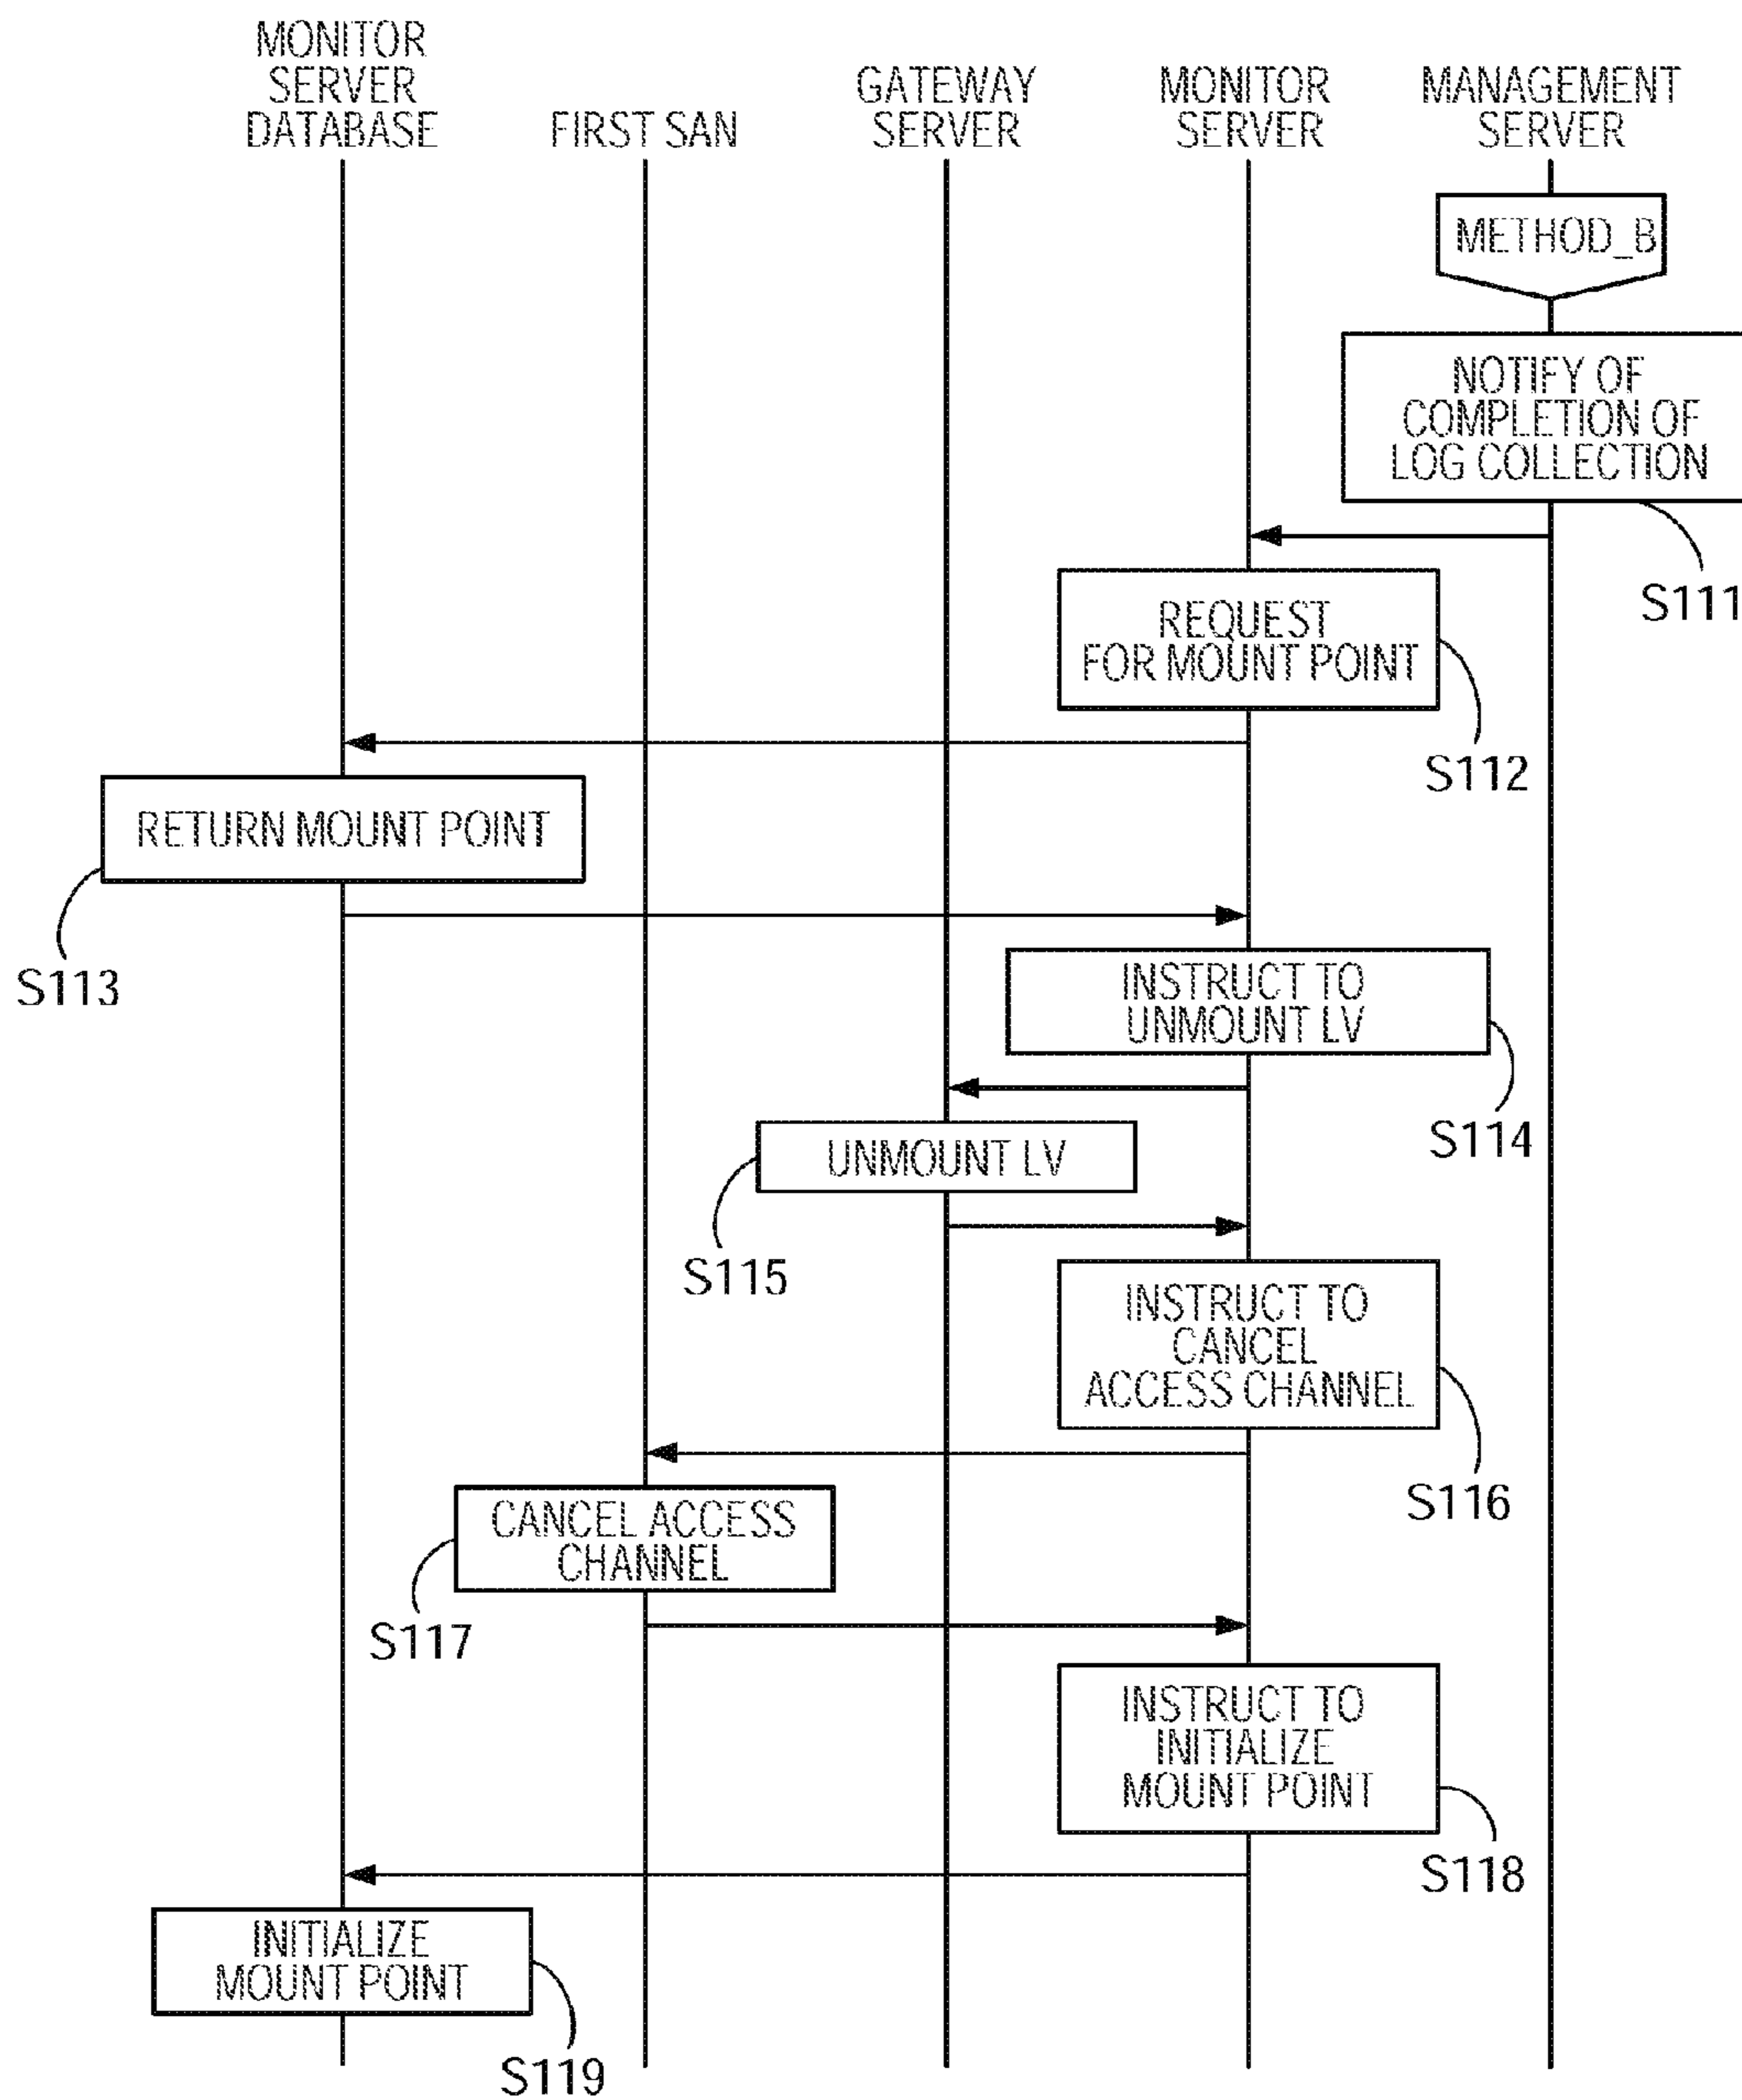 MONITOR
SERVER
DATABASE
FIRST SAN
GATEWAY
SERVER
MONITOR
SERVER
MANAGEMENT
SERVER
METHOD_B
NOTIFY OF
COMPLETION OF
LOG COLLECTION
S111
REQUEST
FOR MOUNT POINT
S112
RETURN MOUNT POINT
S113
INSTRUCT TO
UNMOUNT LV
S114
UNMOUNT LV
S115
INSTRUCT TO
CANCEL
ACCESS CHANNEL
S116
CANCEL ACCESS
CHANNEL
S117
INSTRUCT TO
INITIALIZE
MOUNT POINT
S118
INITIALIZE
MOUNT POINT
S119